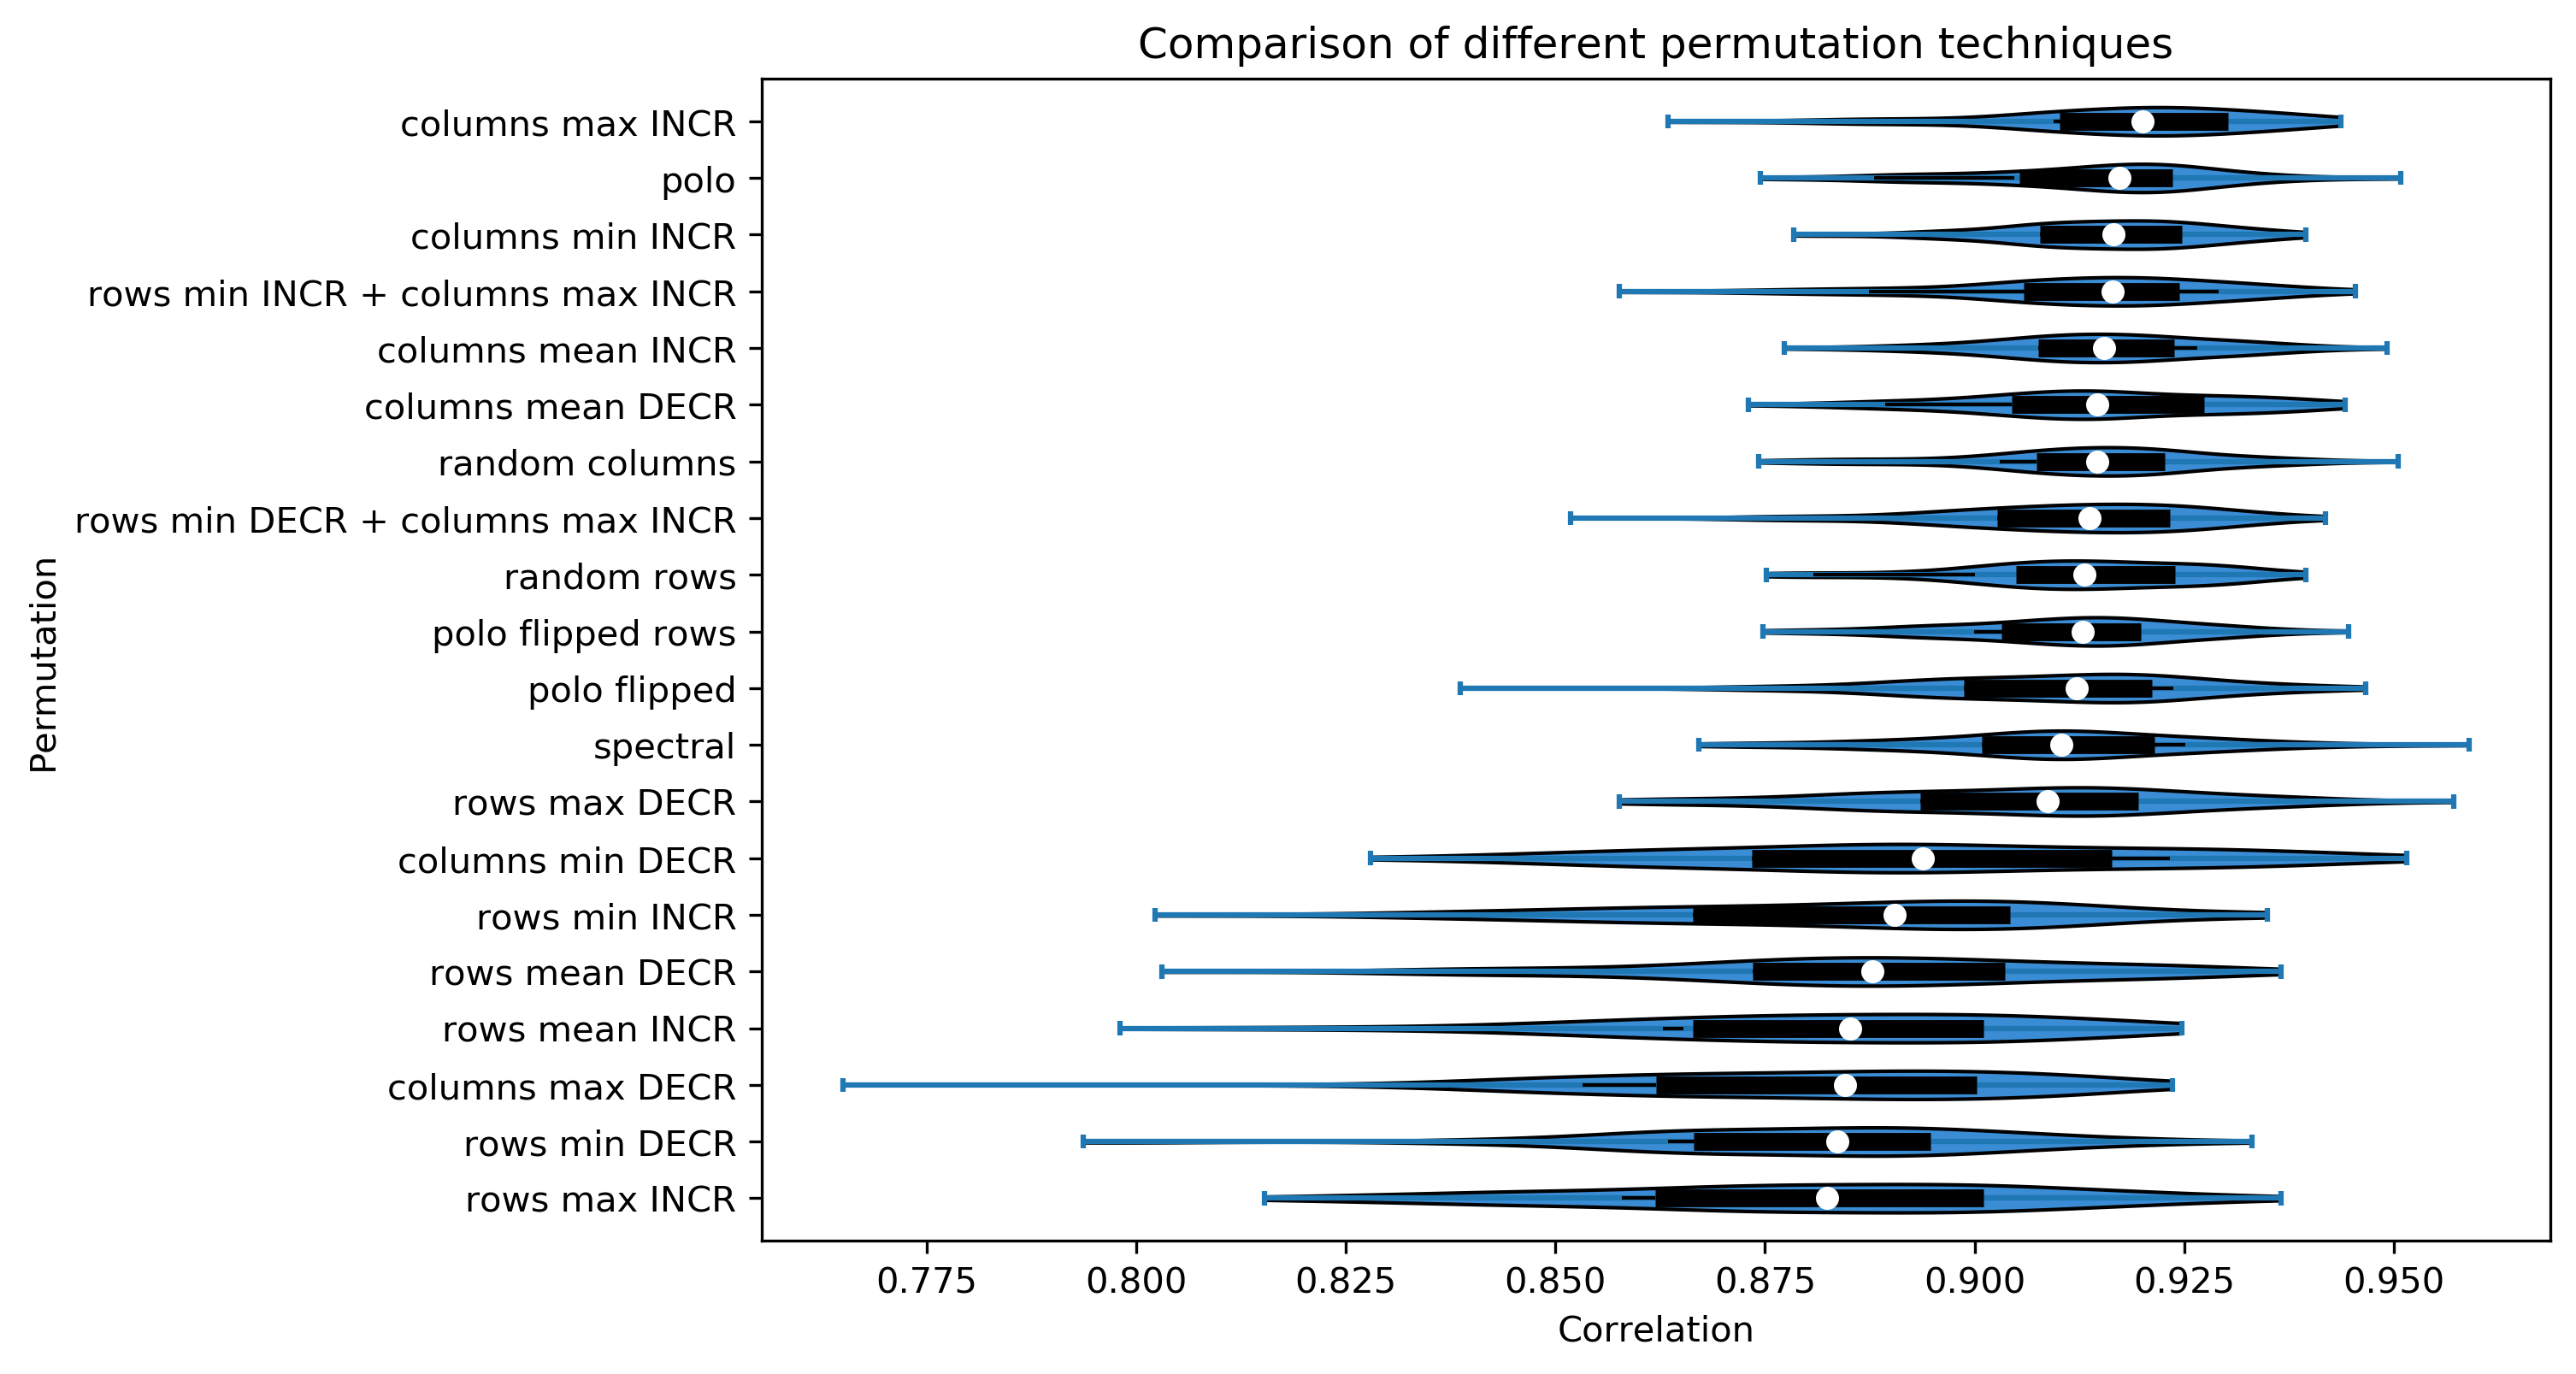 Comparison of different permutation techniques
Permutation
columns max INCR
polo
columns min INCR
rows min INCR + columns max INCR
columns mean INCR
columns mean DECR
random columns
rows min DECR + columns max INCR
random rows
polo flipped rows
polo flipped
spectral
rows max DECR
columns min DECR
rows min INCR
rows mean DECR
rows mean INCR
columns max DECR
rows min DECR
rows max INCR
0.775 0.800 0.825 0.850 0.875 0.900 0.925 0.950
Correlation